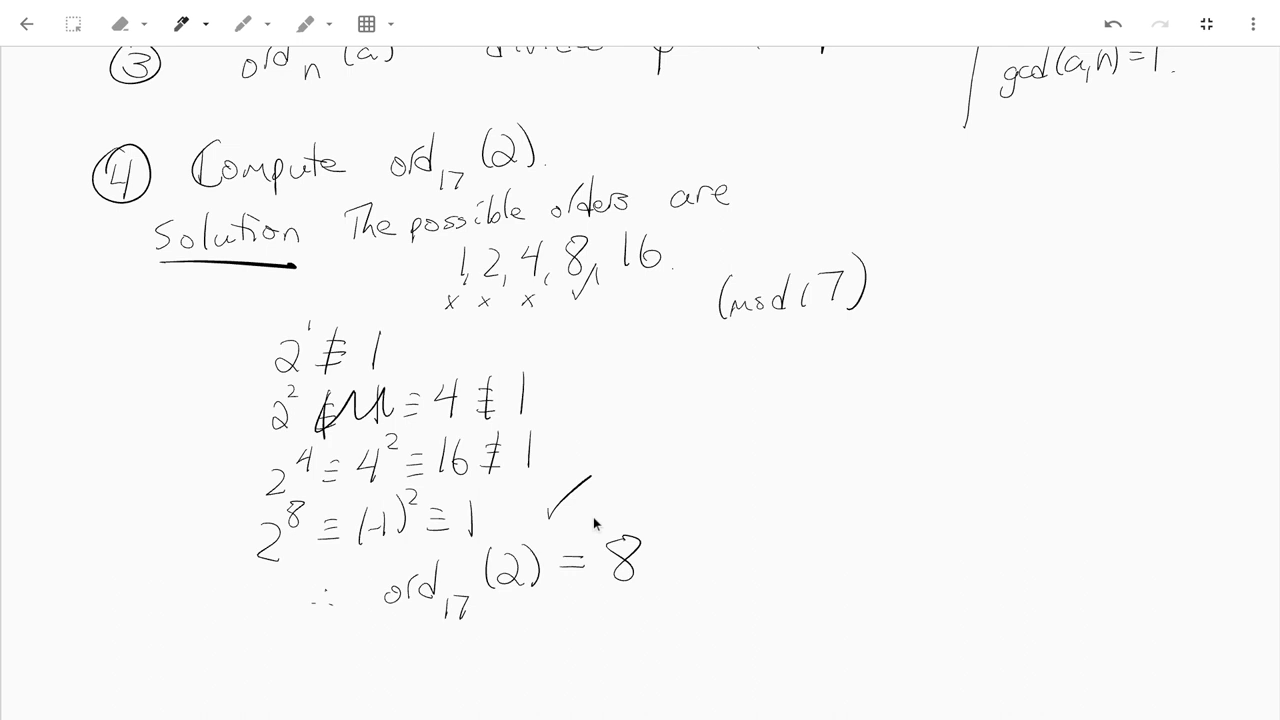 ③ ord_n (a)
gcd(a,n)=1.
④ Compute ord_17 (2).
Solution The possible orders are
1, 2, 4, 8, 16.
x x x ✓
(mod 17)
2^1 ≢ 1
2^2 ≡ 4 ≢ 1
2^4 ≡ 4^2 ≡ 16 ≢ 1
2^8 ≡ (-1)^2 ≡ 1 ✓
∴ ord_17 (2) = 8